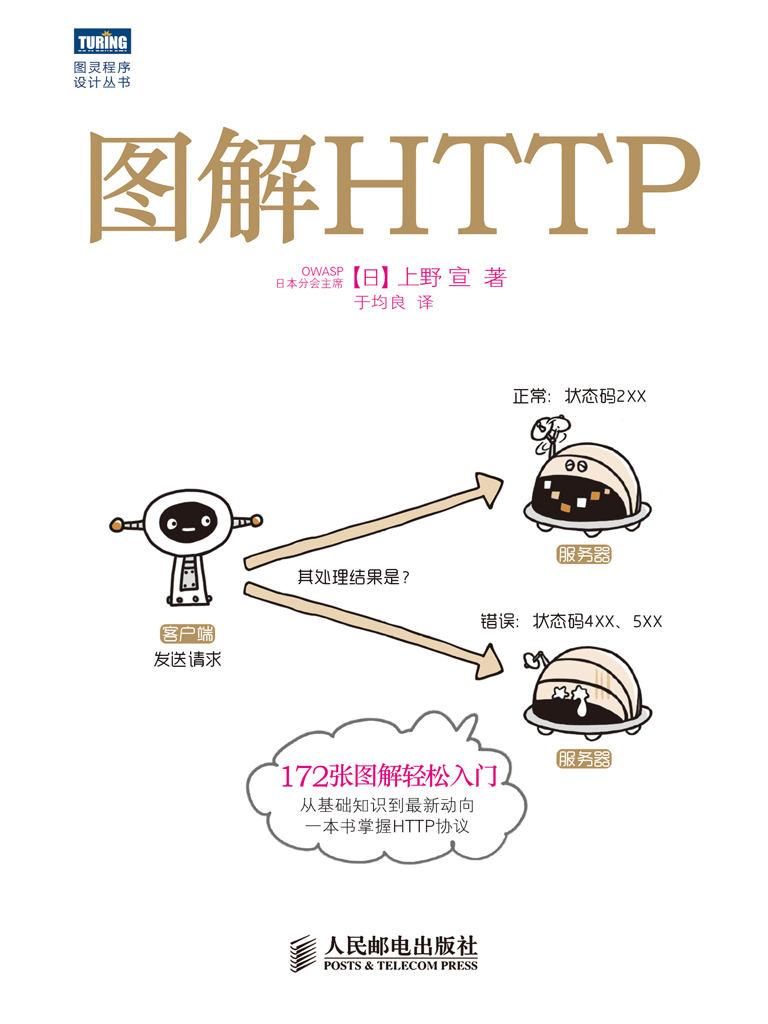 TURING
图灵程序
设计丛书
图解HTTP
OWASP
日本分会主席
【日】上野 宣 著
于均良 译
正常：状态码2XX
服务器
其处理结果是？
客户端
发送请求
错误：状态码4XX、5XX
服务器
172张图解轻松入门
从基础知识到最新动向
一本书掌握HTTP协议
人民邮电出版社
POSTS & TELECOM PRESS